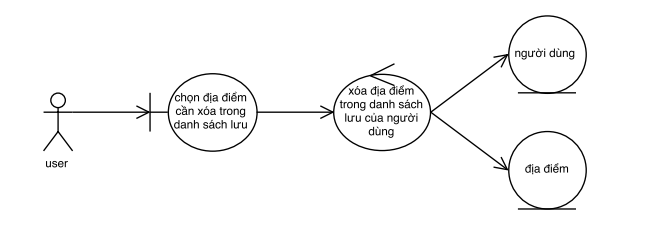 user
chọn địa điểm
cần xóa trong
danh sách lưu
xóa địa điểm
trong danh sách
lưu của người
dùng
người dùng
địa điểm